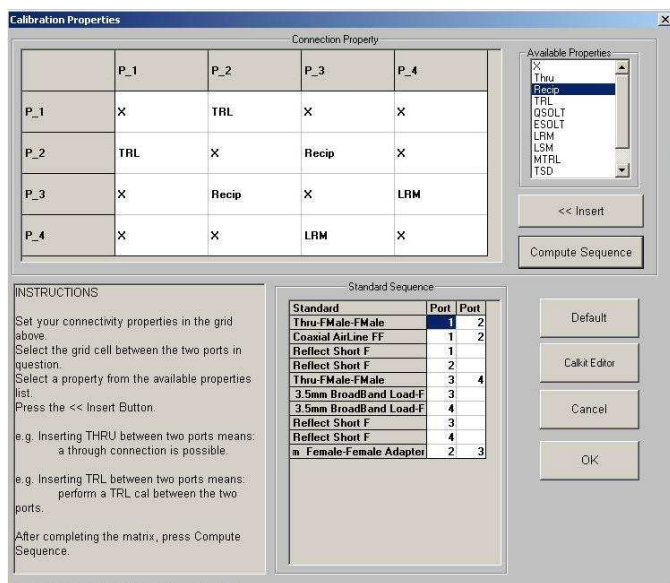 Calibration Properties
Connection Property
P_1 P_2 P_3 P_4
P_1 X TRL X X
P_2 TRL X Recip X
P_3 X Recip X LRM
P_4 X X LRM X
Available Properties
X
Thru
Recip
TRL
QSOLT
ESOLT
LRM
LSM
MTRL
TSD
<< Insert
Compute Sequence
INSTRUCTIONS
Set your connectivity properties in the grid
above.
Select the grid cell between the two ports in
question.
Select a property from the available properties
list.
Press the << Insert Button.
e.g. Inserting THRU between two ports means:
a through connection is possible.
e.g. Inserting TRL between two ports means:
perform a TRL cal between the two
ports.
After completing the matrix, press Compute
Sequence.
Standard Sequence
Standard Port Port
Thru-FMale-FMale 1 2
Coaxial AirLine FF 1 2
Reflect Short F 1
Reflect Short F 2
Thru-FMale-FMale 3 4
3.5mm BroadBand Load-F 3
3.5mm BroadBand Load-F 4
Reflect Short F 3
Reflect Short F 4
m Female-Female Adapter 2 3
Default
Calkit Editor
Cancel
OK